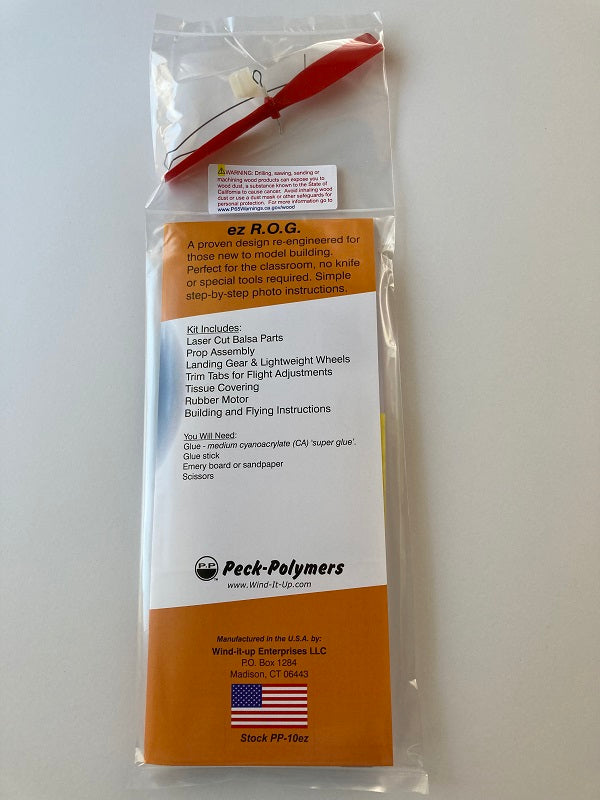 WARNING: Drilling, sawing, sanding or
machining wood products can expose you to
wood dust, a substance known to the State of
California to cause cancer. Avoid inhaling wood
dust or use a dust mask or other safeguards for
personal protection. For more information go to
www.P65Warnings.ca.gov/wood
ez R.O.G.
A proven design re-engineered for
those new to model building.
Perfect for the classroom, no knife
or special tools required. Simple
step-by-step photo instructions.
Kit Includes:
Laser Cut Balsa Parts
Prop Assembly
Landing Gear & Lightweight Wheels
Trim Tabs for Flight Adjustments
Tissue Covering
Rubber Motor
Building and Flying Instructions
You Will Need:
Glue - medium cyanoacrylate (CA) 'super glue'.
Glue stick
Emery board or sandpaper
Scissors
P.P. Peck-Polymers
www.Wind-It-Up.com
Manufactured in the U.S.A. by:
Wind-it-up Enterprises LLC
P.O. Box 1284
Madison, CT 06443
Stock PP-10ez